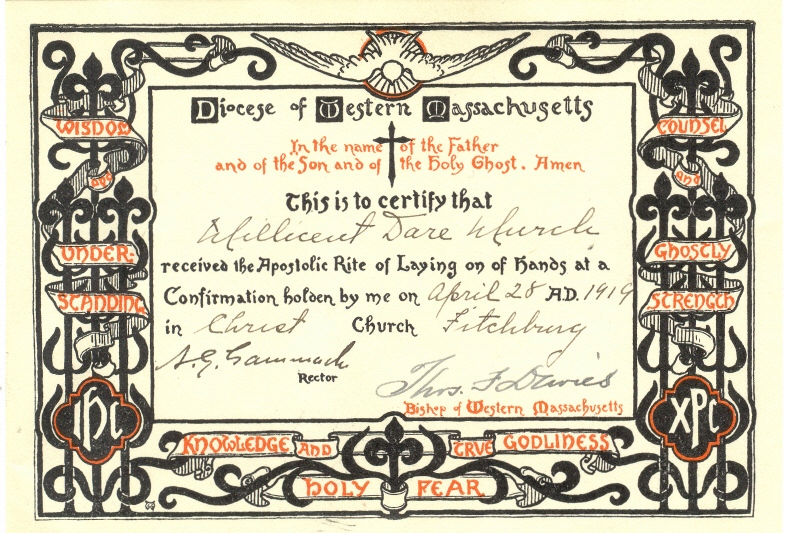 Diocese of Western Massachusetts
In the name of the Father
and of the Son and of the Holy Ghost. Amen
This is to certify that
Millicent Dare Murch
received the Apostolic Rite of Laying on of Hands at a
Confirmation holden by me on April 28 A.D. 1919
in Christ Church Fitchburg
A.J. Gammack
Rector
Thos. F. Davies
Bishop of Western Massachusetts
WISDOM
AND
UNDER-
STANDING
IHC
COUNSEL
AND
GHOSTLY
STRENGTH
XPC
KNOWLEDGE AND TRVE GODLINESS
HOLY FEAR